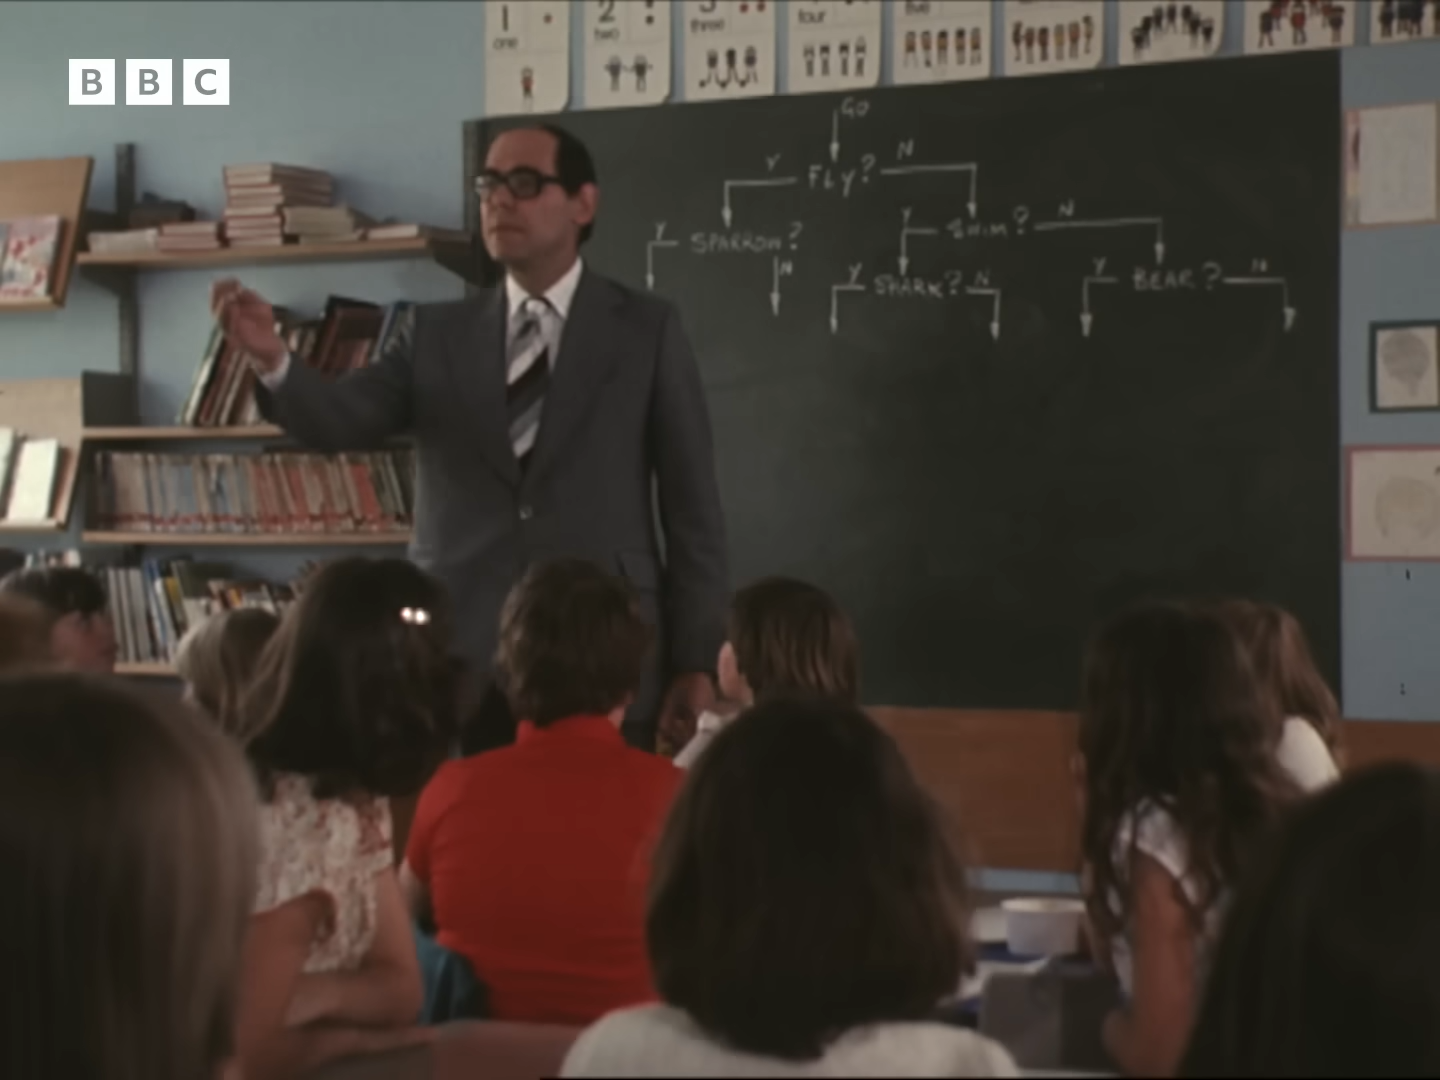 BBC
1 2 3
one two three four five
GO
Y FLY? N
Y SPARROW? N
Y SWIM? N
Y SHARK? N
Y BEAR? N